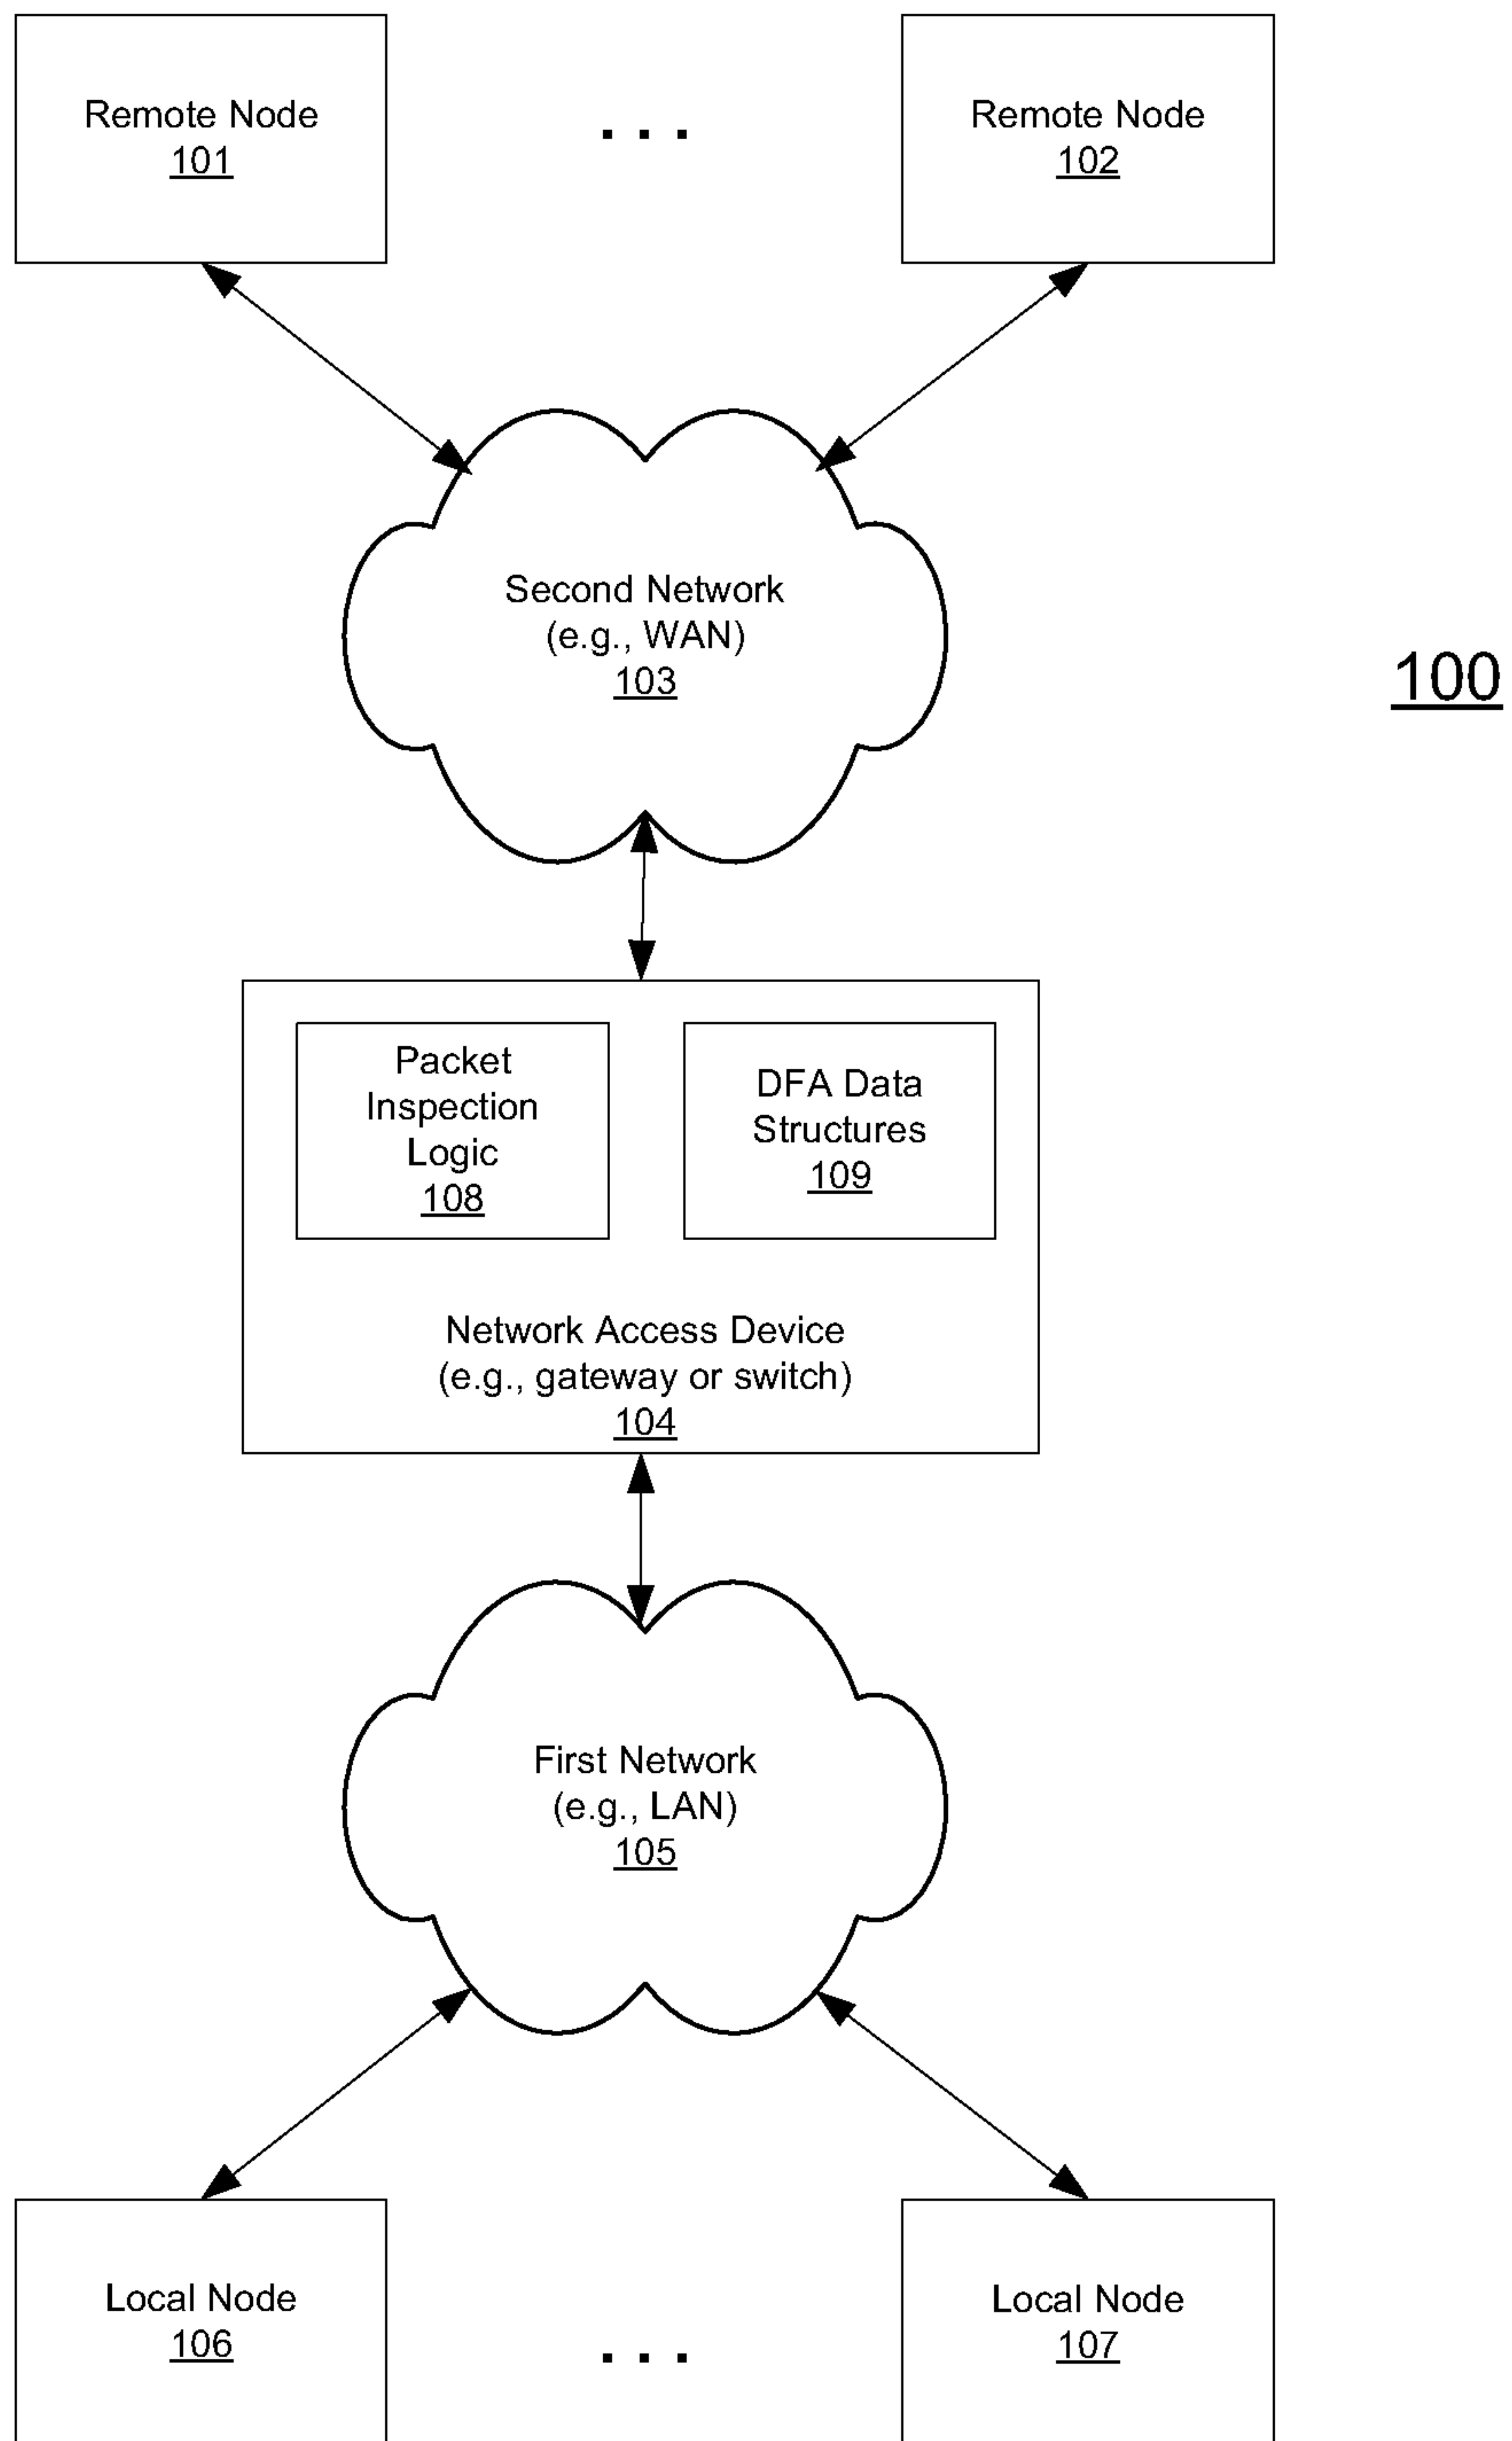 Remote Node
101
. . .
Remote Node
102
Second Network
(e.g., WAN)
103
100
Packet
Inspection
Logic
108
DFA Data
Structures
109
Network Access Device
(e.g., gateway or switch)
104
First Network
(e.g., LAN)
105
Local Node
106
. . .
Local Node
107